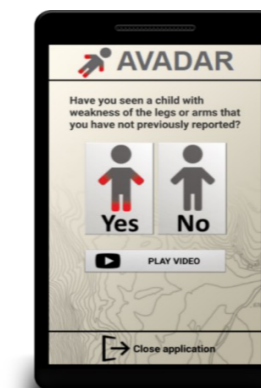 AVADAR
Have you seen a child with
weakness of the legs or arms that
you have not previously reported?
Yes No
PLAY VIDEO
Close application